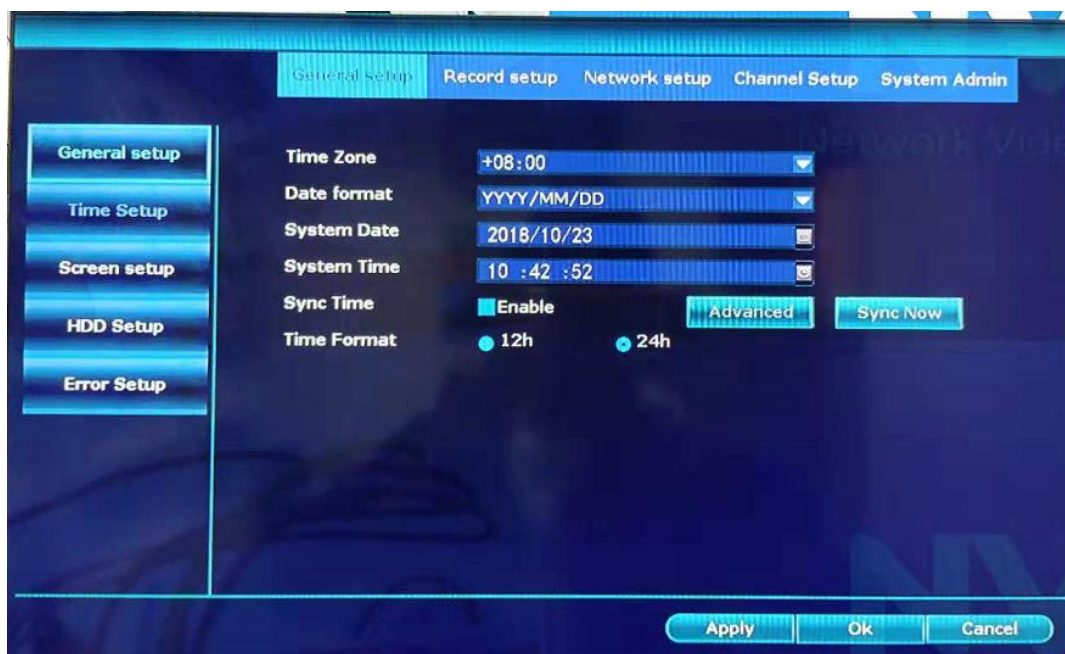 General setup Record setup Network setup Channel Setup System Admin
Network Vide
General setup
Time Setup
Screen setup
HDD Setup
Error Setup
Time Zone +08:00
Date format YYYY/MM/DD
System Date 2018/10/23
System Time 10 :42 :52
Sync Time Enable Advanced Sync Now
Time Format 12h 24h
Apply Ok Cancel